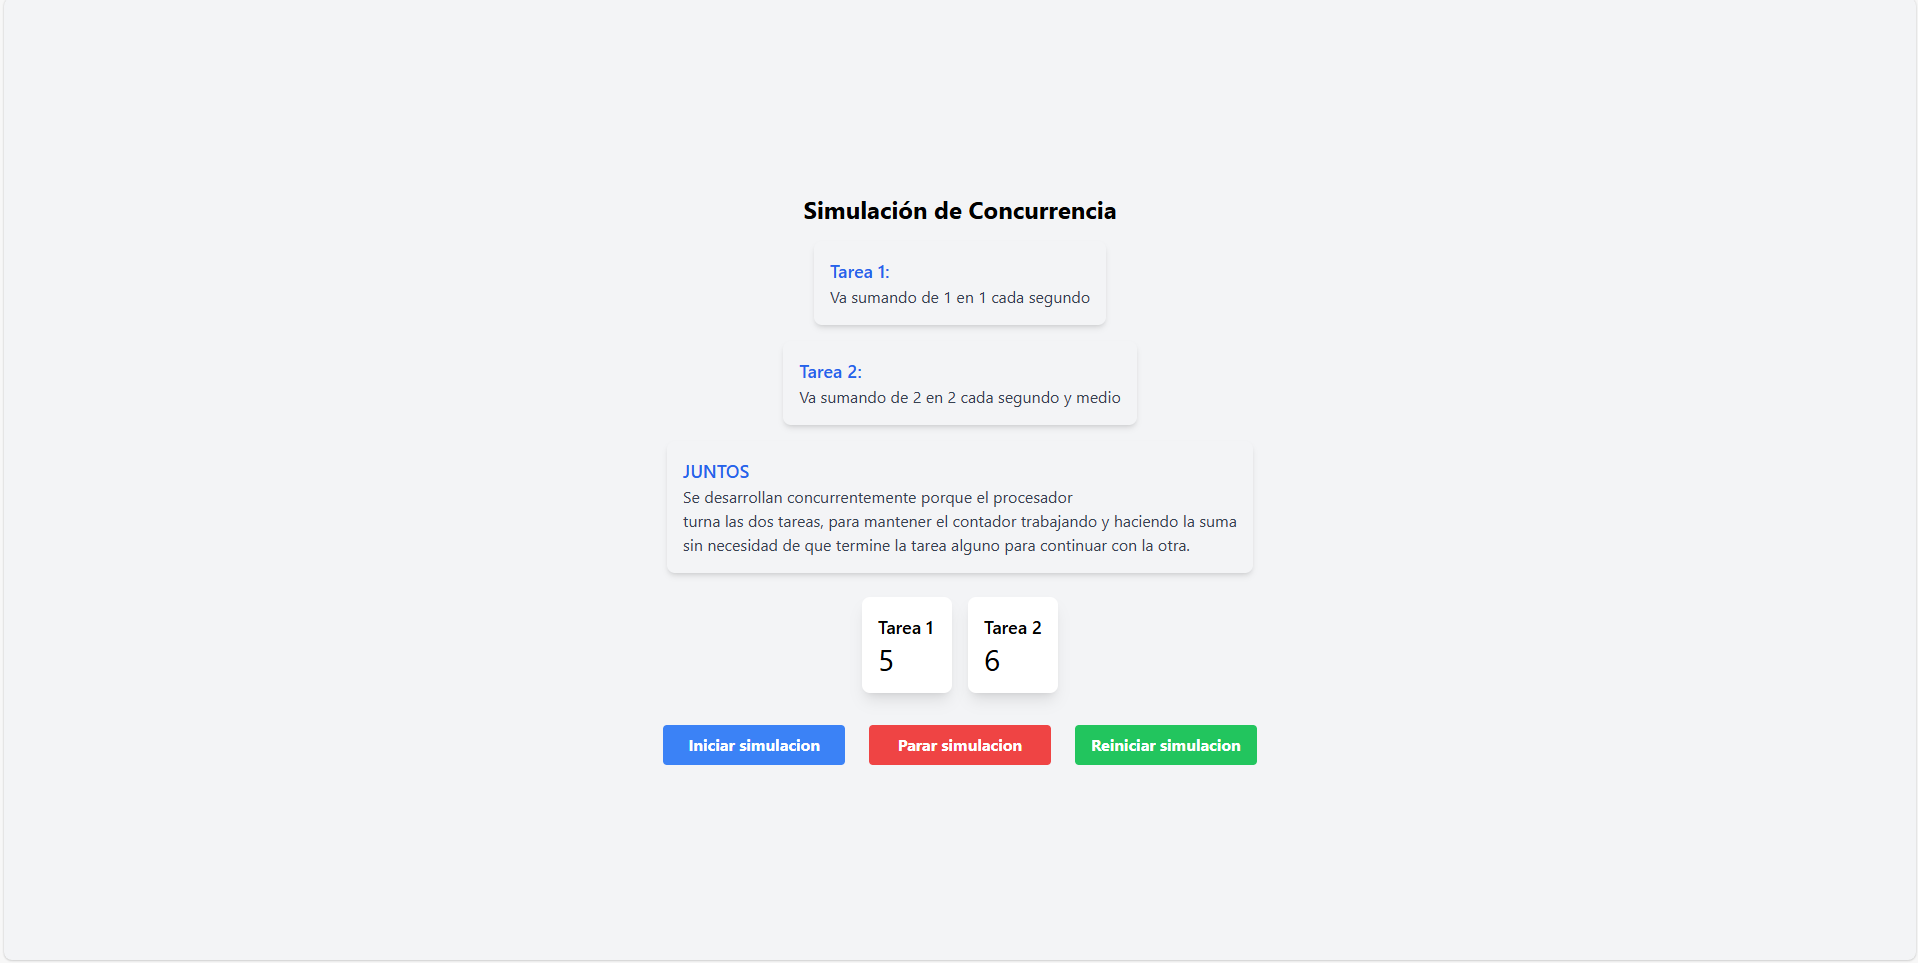 Simulación de Concurrencia
Tarea 1:
Va sumando de 1 en 1 cada segundo
Tarea 2:
Va sumando de 2 en 2 cada segundo y medio
JUNTOS
Se desarrollan concurrentemente porque el procesador
turna las dos tareas, para mantener el contador trabajando y haciendo la suma
sin necesidad de que termine la tarea alguno para continuar con la otra.
Tarea 1
5
Tarea 2
6
Iniciar simulacion
Parar simulacion
Reiniciar simulacion